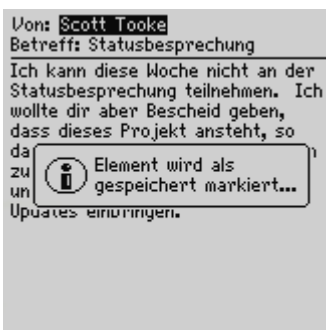 Von: Scott Tooke
Betreff: Statusbesprechung
Ich kann diese Woche nicht an der
Statusbesprechung teilnehmen. Ich
wollte dir aber Bescheid geben,
dass dieses Projekt ansteht, so
da
Element wird als
zu
gespeichert markiert...
un
Updates einbringen.